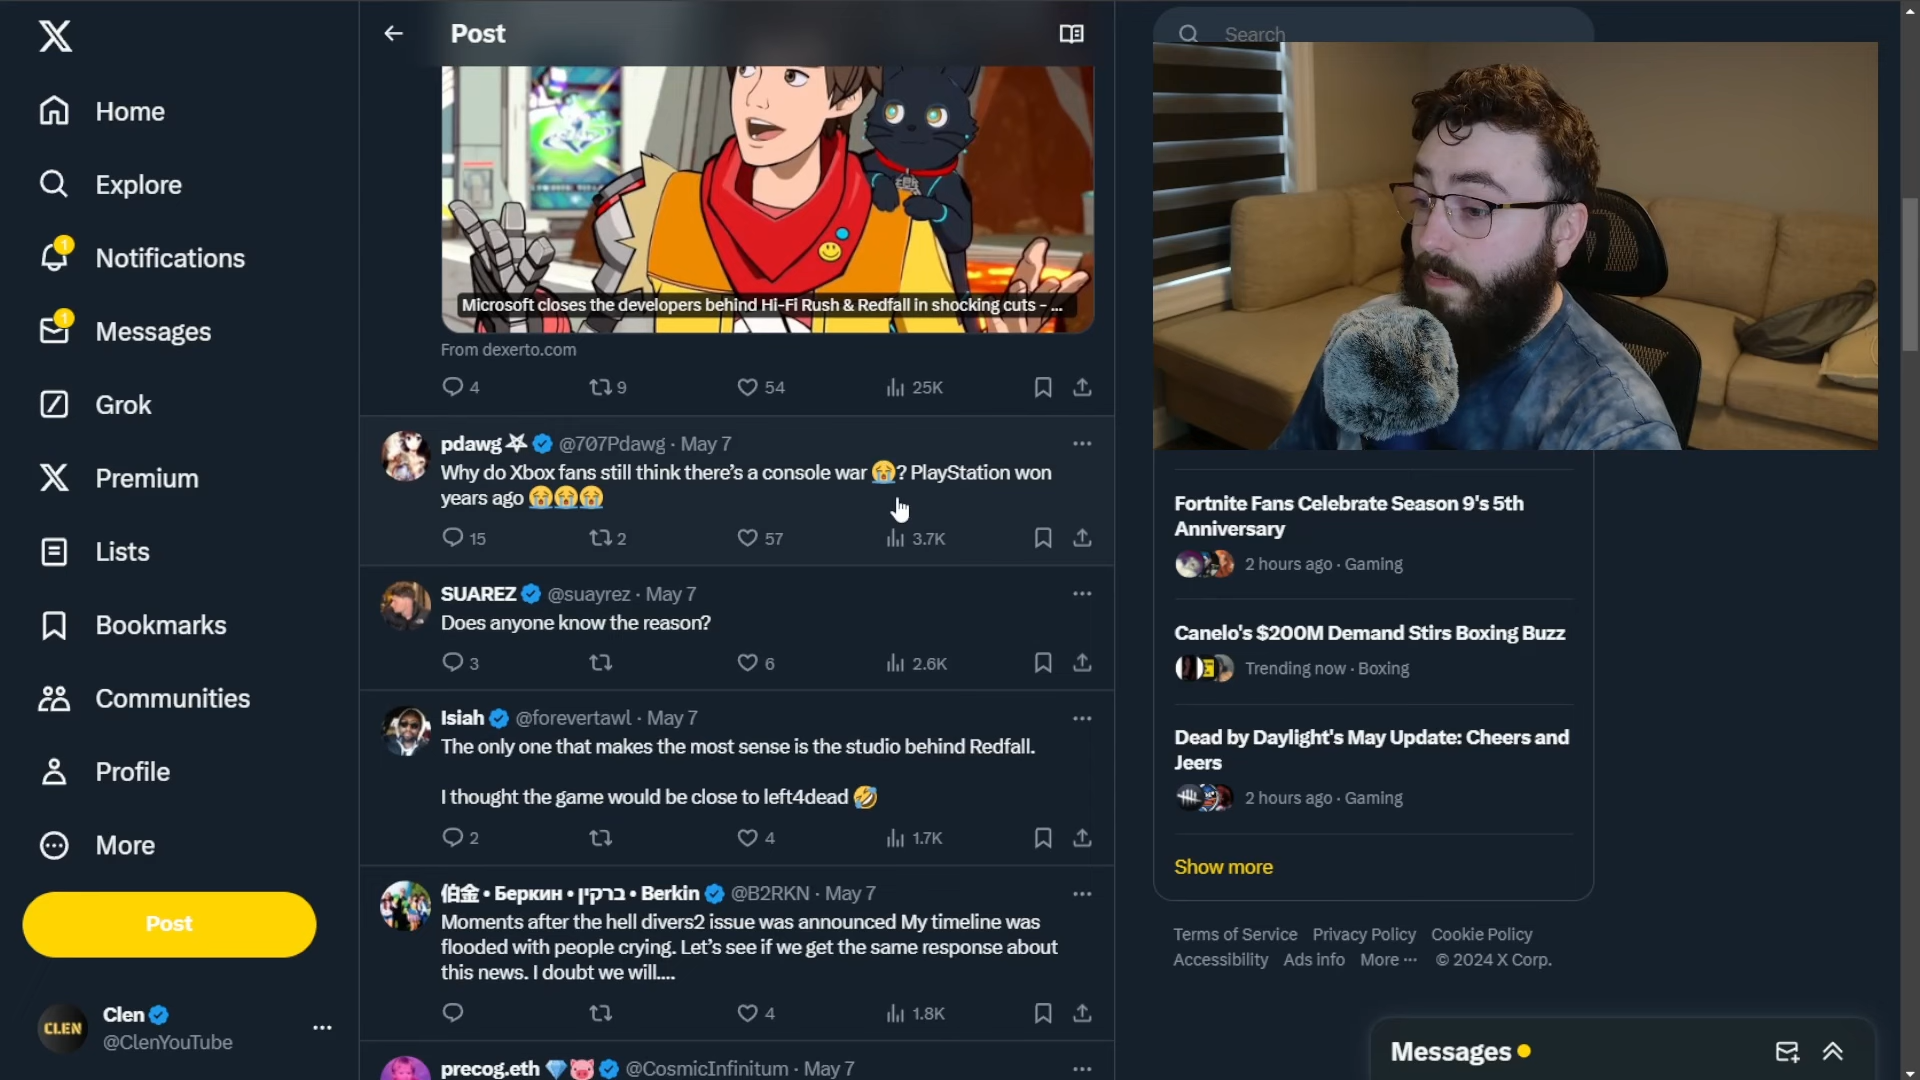 Home
Explore
1
Notifications
1
Messages
Grok
Premium
Lists
Bookmarks
Communities
Profile
More
Post
CLEN
Clen
@ClenYouTube
Post
Microsoft closes the developers behind Hi-Fi Rush & Redfall in shocking cuts - ...
From dexerto.com
4 9 54 25K
pdawg @707Pdawg · May 7
Why do Xbox fans still think there's a console war 😭? PlayStation won
years ago 😭😭😭
15 2 57 3.7K
SUAREZ @suayrez · May 7
Does anyone know the reason?
3 6 2.6K
Isiah @forevertawl · May 7
The only one that makes the most sense is the studio behind Redfall.
I thought the game would be close to left4dead 🤣
2 4 1.7K
伯金 • Беркин • ברקין • Berkin @B2RKN · May 7
Moments after the hell divers2 issue was announced My timeline was
flooded with people crying. Let's see if we get the same response about
this news. I doubt we will....
4 1.8K
precog.eth 💎🐷 @CosmicInfinitum · May 7
Search
Fortnite Fans Celebrate Season 9's 5th
Anniversary
2 hours ago · Gaming
Canelo's $200M Demand Stirs Boxing Buzz
Trending now · Boxing
Dead by Daylight's May Update: Cheers and
Jeers
2 hours ago · Gaming
Show more
Terms of Service Privacy Policy Cookie Policy
Accessibility Ads info More ··· © 2024 X Corp.
Messages